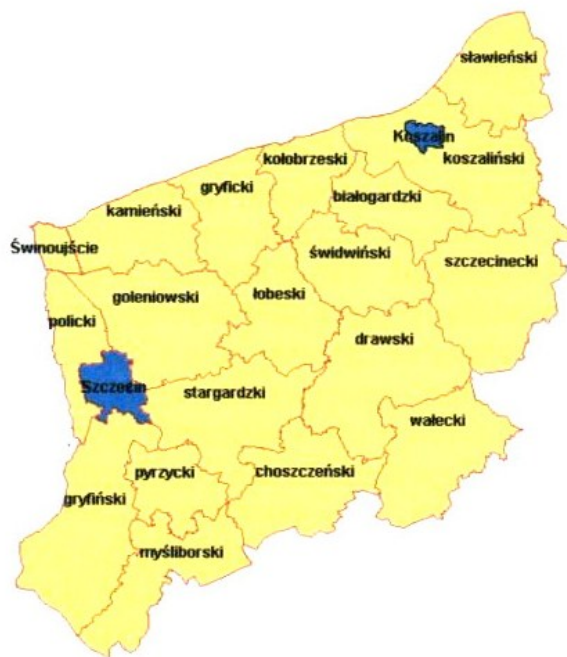 sławieński
Koszalin
koszaliński
kołobrzeski
gryficki
białogardzki
kamieński
Świnoujście
świdwiński
szczecinecki
goleniowski
łobeski
policki
drawski
Szczecin
stargardzki
wałecki
pyrzycki
choszczeński
gryfiński
myśliborski